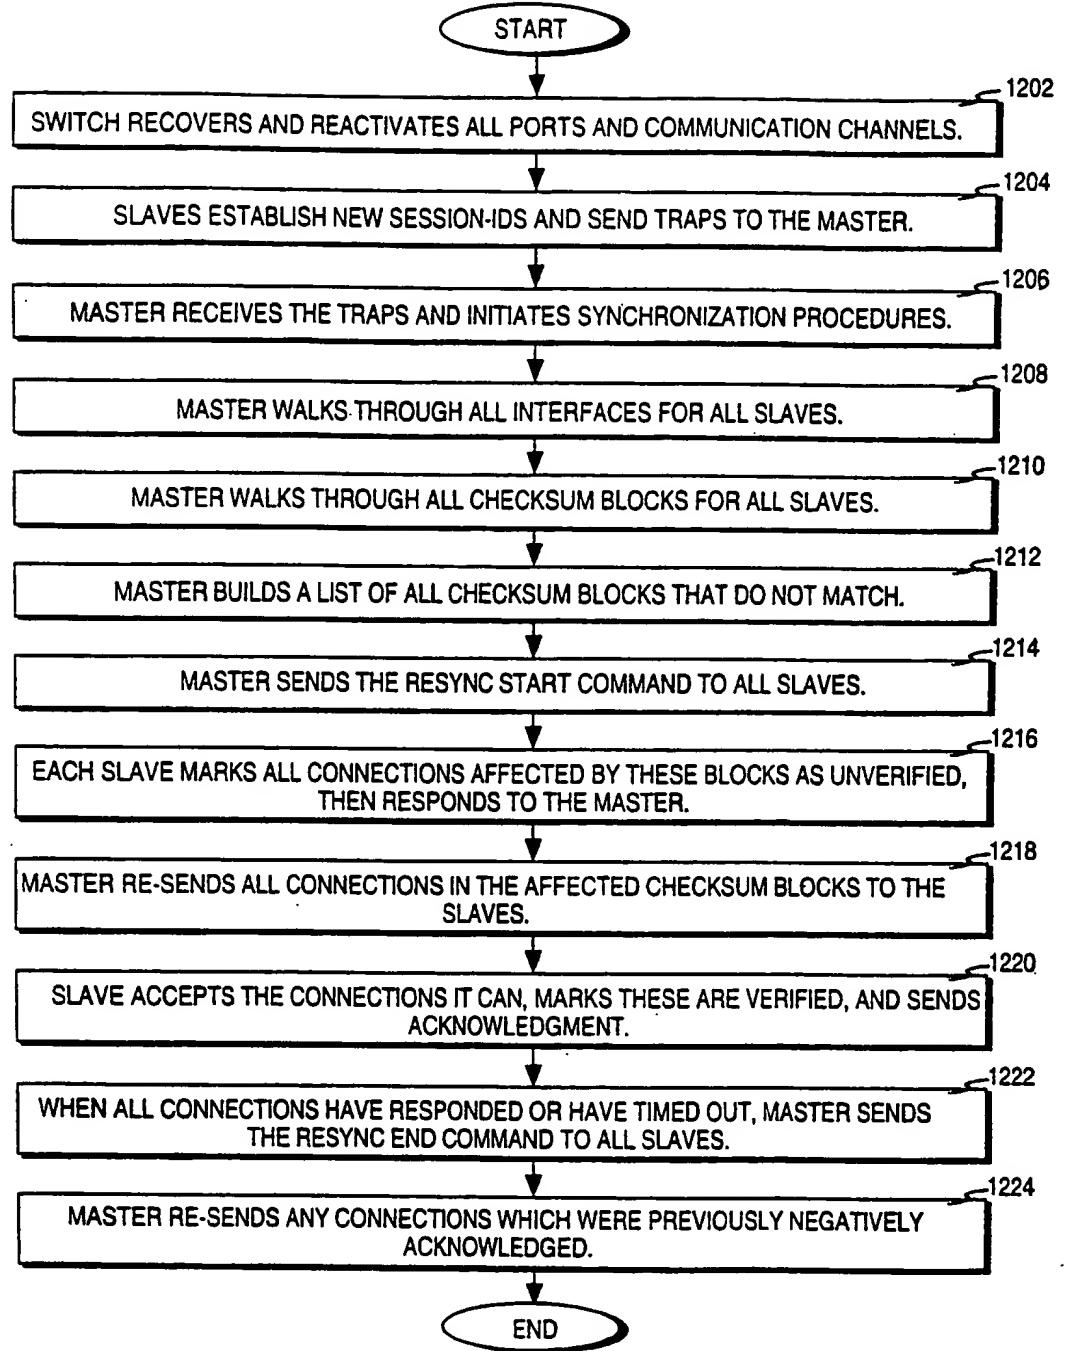 START
1202
SWITCH RECOVERS AND REACTIVATES ALL PORTS AND COMMUNICATION CHANNELS.
1204
SLAVES ESTABLISH NEW SESSION-IDS AND SEND TRAPS TO THE MASTER.
1206
MASTER RECEIVES THE TRAPS AND INITIATES SYNCHRONIZATION PROCEDURES.
1208
MASTER WALKS THROUGH ALL INTERFACES FOR ALL SLAVES.
1210
MASTER WALKS THROUGH ALL CHECKSUM BLOCKS FOR ALL SLAVES.
1212
MASTER BUILDS A LIST OF ALL CHECKSUM BLOCKS THAT DO NOT MATCH.
1214
MASTER SENDS THE RESYNC START COMMAND TO ALL SLAVES.
1216
EACH SLAVE MARKS ALL CONNECTIONS AFFECTED BY THESE BLOCKS AS UNVERIFIED,
THEN RESPONDS TO THE MASTER.
1218
MASTER RE-SENDS ALL CONNECTIONS IN THE AFFECTED CHECKSUM BLOCKS TO THE
SLAVES.
1220
SLAVE ACCEPTS THE CONNECTIONS IT CAN, MARKS THESE ARE VERIFIED, AND SENDS
ACKNOWLEDGMENT.
1222
WHEN ALL CONNECTIONS HAVE RESPONDED OR HAVE TIMED OUT, MASTER SENDS
THE RESYNC END COMMAND TO ALL SLAVES.
1224
MASTER RE-SENDS ANY CONNECTIONS WHICH WERE PREVIOUSLY NEGATIVELY
ACKNOWLEDGED.
END